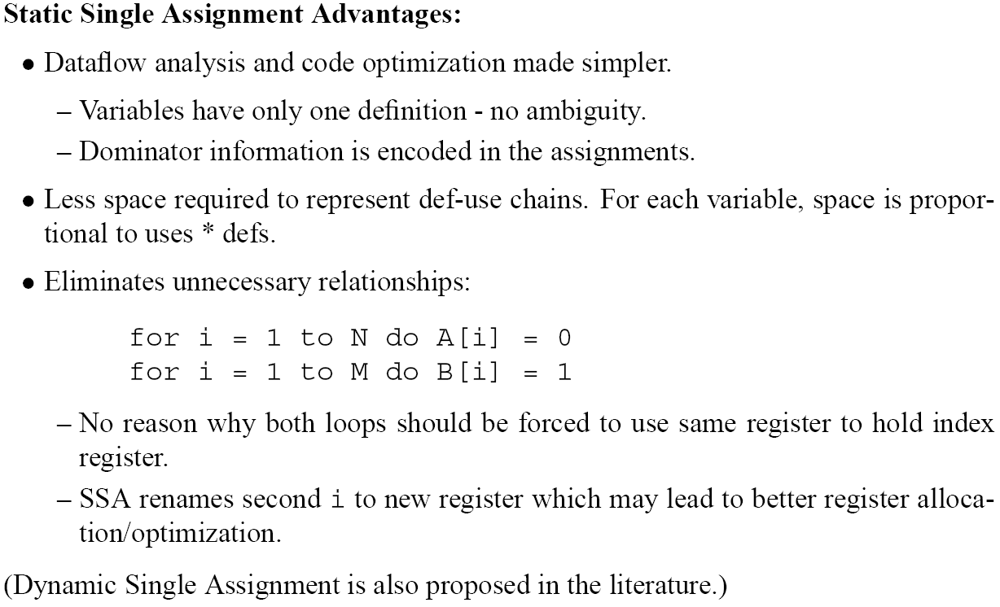 Static Single Assignment Advantages:
• Dataflow analysis and code optimization made simpler.
– Variables have only one definition - no ambiguity.
– Dominator information is encoded in the assignments.
• Less space required to represent def-use chains. For each variable, space is propor-
tional to uses * defs.
• Eliminates unnecessary relationships:
for i = 1 to N do A[i] = 0
for i = 1 to M do B[i] = 1
– No reason why both loops should be forced to use same register to hold index
register.
– SSA renames second i to new register which may lead to better register alloca-
tion/optimization.
(Dynamic Single Assignment is also proposed in the literature.)